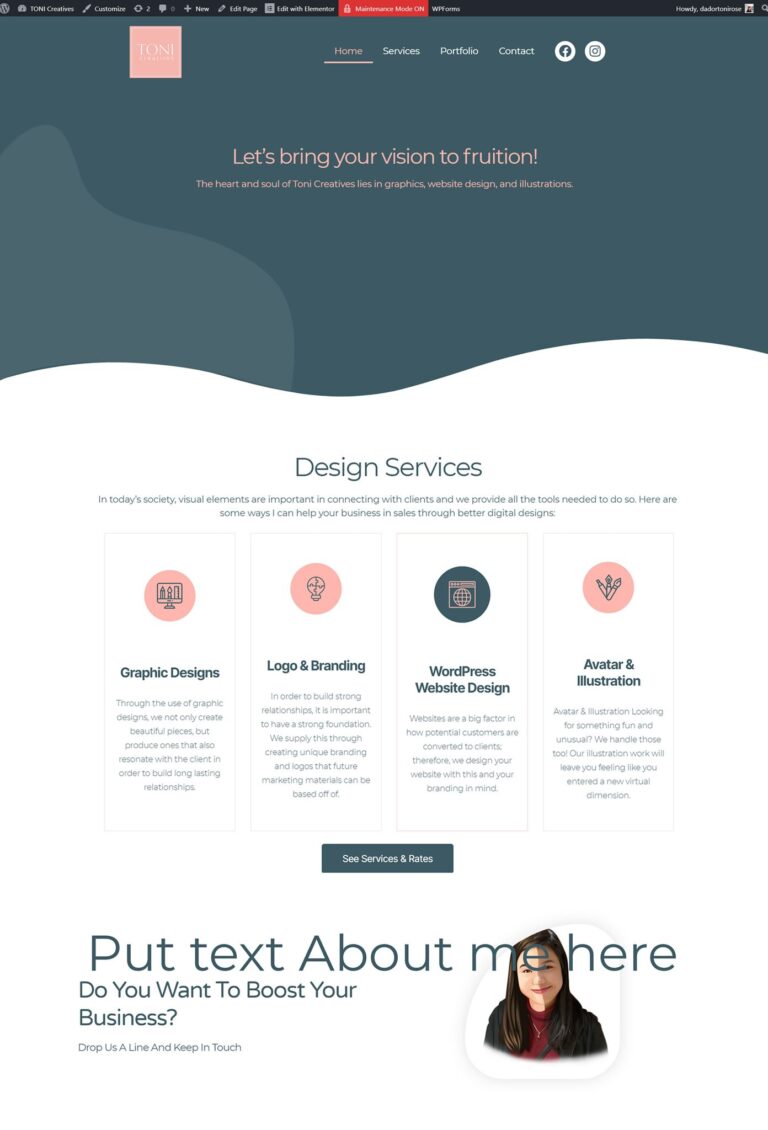 TONI Creatives Customize 2 0 New Edit Page Edit with Elementor Maintenance Mode ON WPForms Howdy, dadortonirose
TONI
CREATIVES
Home Services Portfolio Contact
Let's bring your vision to fruition!
The heart and soul of Toni Creatives lies in graphics, website design, and illustrations.
Design Services
In today's society, visual elements are important in connecting with clients and we provide all the tools needed to do so. Here are
some ways I can help your business in sales through better digital designs:
Graphic Designs
Through the use of graphic
designs, we not only create
beautiful pieces, but
produce ones that also
resonate with the client in
order to build long lasting
relationships.
Logo & Branding
In order to build strong
relationships, it is important
to have a strong foundation.
We supply this through
creating unique branding
and logos that future
marketing materials can be
based off of.
WordPress
Website Design
Websites are a big factor in
how potential customers are
converted to clients;
therefore, we design your
website with this and your
branding in mind.
Avatar &
Illustration
Avatar & Illustration Looking
for something fun and
unusual? We handle those
too! Our illustration work will
leave you feeling like you
entered a new virtual
dimension.
See Services & Rates
Put text About me here
Do You Want To Boost Your
Business?
Drop Us A Line And Keep In Touch